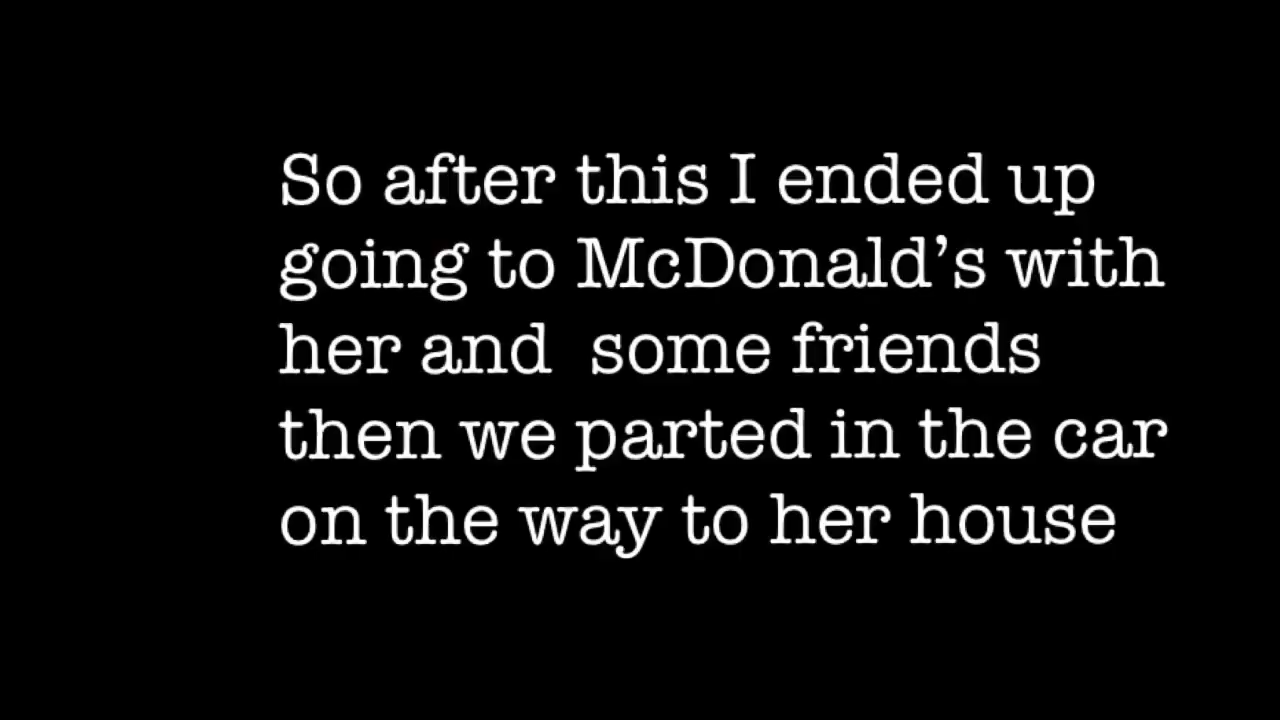 So after this I ended up
going to McDonald’s with
her and  some friends
then we parted in the car
on the way to her house